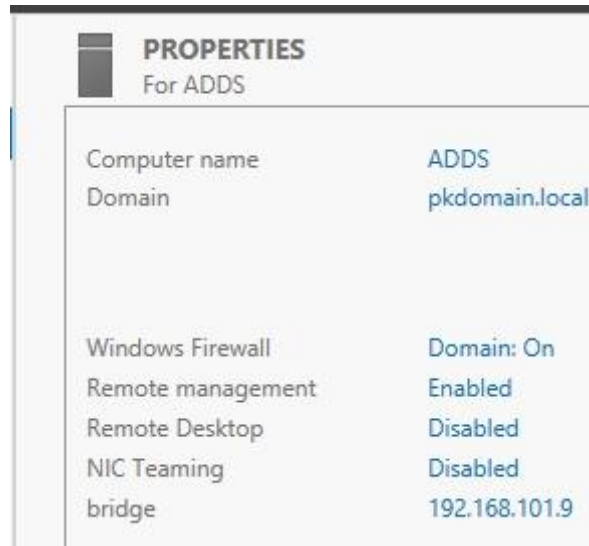 PROPERTIES
For ADDS
Computer name ADDS
Domain pkdomain.local
Windows Firewall Domain: On
Remote management Enabled
Remote Desktop Disabled
NIC Teaming Disabled
bridge 192.168.101.9